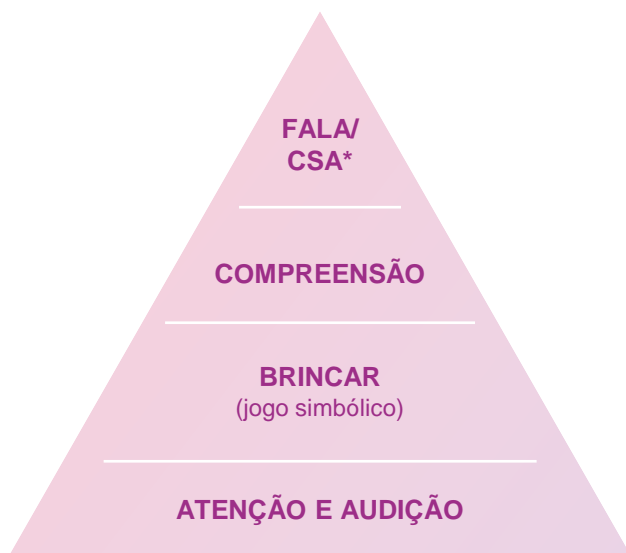 FALA/
CSA*
COMPREENSÃO
BRINCAR
(jogo simbólico)
ATENÇÃO E AUDIÇÃO